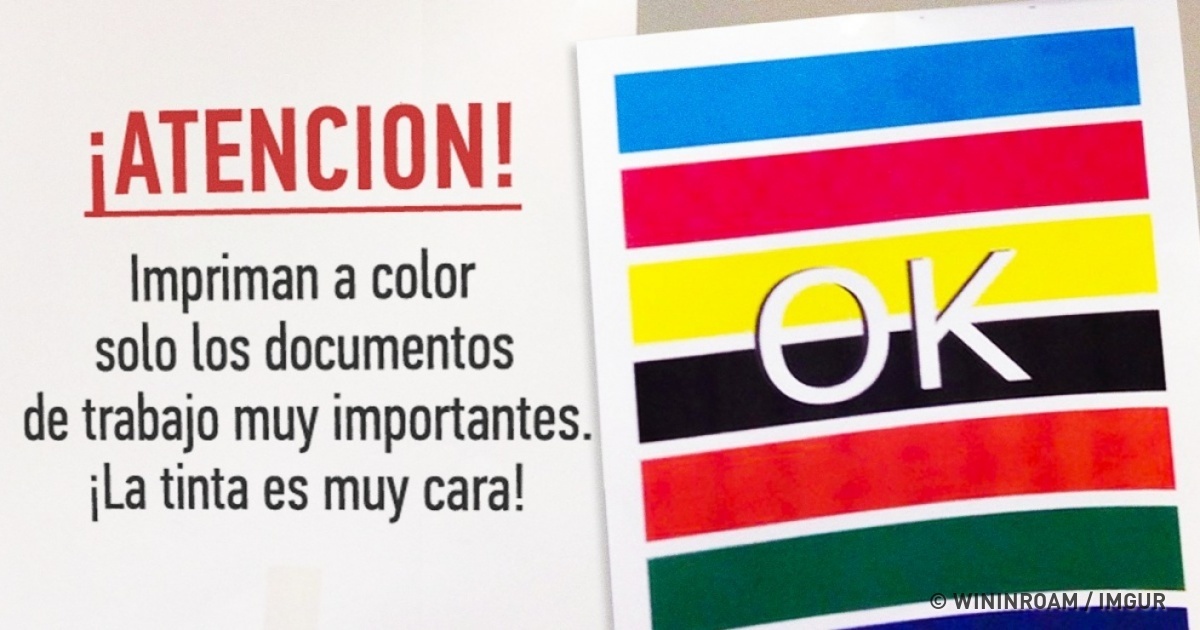 ¡ATENCION!
Impriman a color
solo los documentos
de trabajo muy importantes.
¡La tinta es muy cara!
OK
© WININROAM / IMGUR